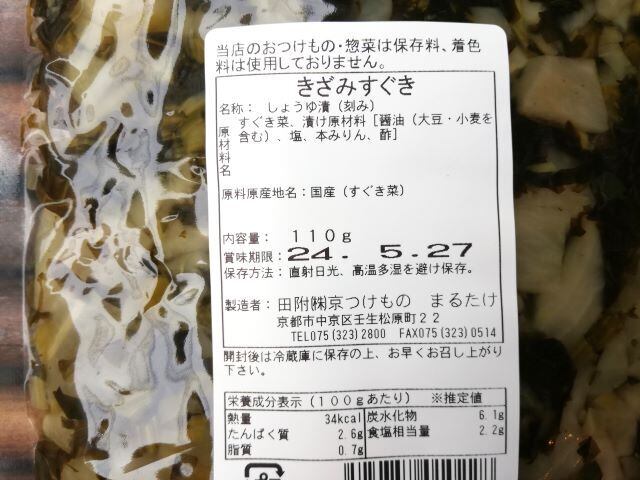 当店のおつけもの・惣菜は保存料、着色
料は使用しておりません。
きざみすぐき
名称： しょうゆ漬（刻み）
原材料名 すぐき菜、漬け原材料［醤油（大豆・小麦を
含む）、塩、本みりん、酢］
原料原産地名：国産（すぐき菜）
内容量： 110g
賞味期限：24. 5.27
保存方法：直射日光、高温多湿を避け保存。
製造者：田附㈱京つけもの まるたけ
京都市中京区壬生松原町２２
TEL075(323)2800 FAX075(323)0514
開封後は冷蔵庫に保存の上、お早くお召し上がり
下さい。
栄養成分表示（100gあたり） ※推定値
熱量 34kcal 炭水化物 6.1g
たんぱく質 2.6g 食塩相当量 2.2g
脂質 0.7g